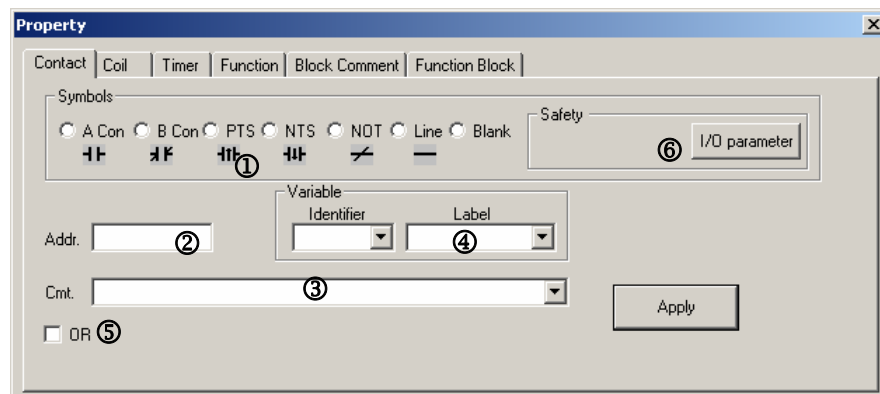 Property
Contact Coil Timer Function Block Comment Function Block
Symbols
A Con B Con PTS NTS NOT Line Blank
①
Safety
⑥ I/O parameter
Variable
Identifier Label
Addr. ② ④
Cmt. ③
Apply
OR ⑤